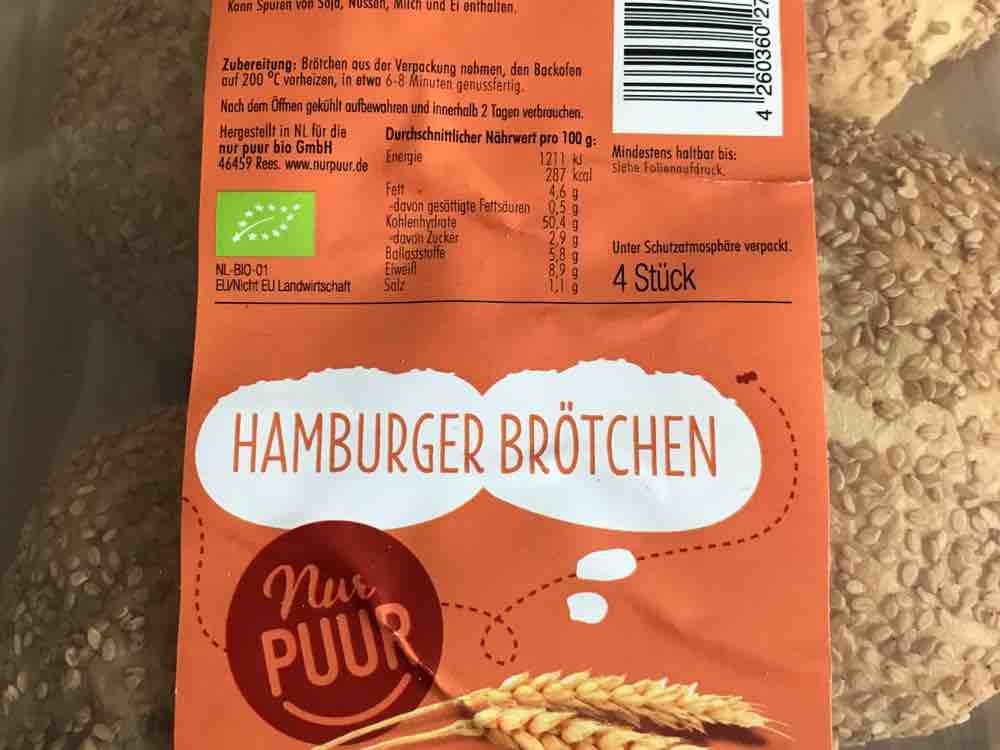 Kann Spuren von Soja, Nüssen, Milch und Ei enthalten.
Zubereitung: Brötchen aus der Verpackung nehmen, den Backofen
auf 200 °C vorheizen, in etwa 6-8 Minuten genussfertig.
Nach dem Öffnen gekühlt aufbewahren und innerhalb 2 Tagen verbrauchen.
Hergestellt in NL für die
nur puur bio GmbH
46459 Rees. www.nurpuur.de
NL-BIO-01
EU/Nicht EU Landwirtschaft
Durchschnittlicher Nährwert pro 100 g:
Energie 1211 kJ
287 kcal
Fett 4,6 g
-davon gesättigte Fettsäuren 0,5 g
Kohlenhydrate 50,4 g
-davon Zucker 2,9 g
Ballaststoffe 5,8 g
Eiweiß 8,9 g
Salz 1,1 g
4 260360 27
Mindestens haltbar bis:
siehe Folienaufdruck.
Unter Schutzatmosphäre verpackt.
4 Stück
HAMBURGER BRÖTCHEN
Nur
PUUR